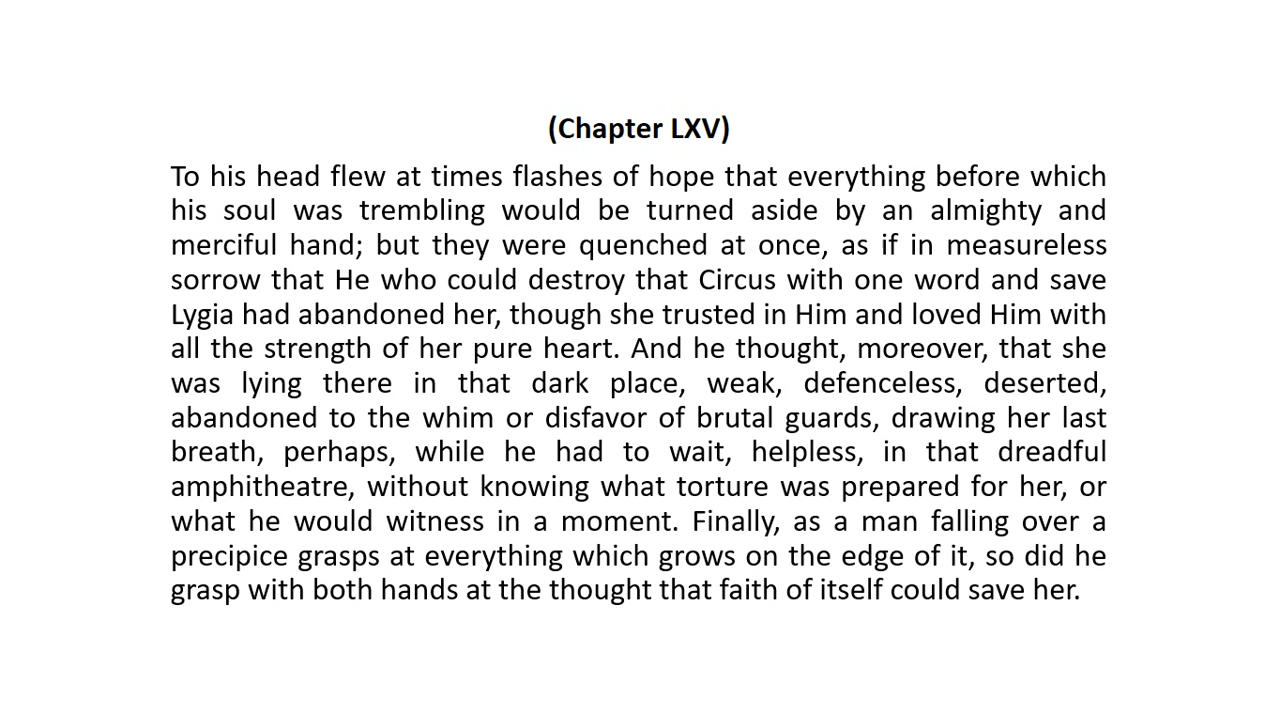 (Chapter LXV)
To his head flew at times flashes of hope that everything before which
his soul was trembling would be turned aside by an almighty and
merciful hand; but they were quenched at once, as if in measureless
sorrow that He who could destroy that Circus with one word and save
Lygia had abandoned her, though she trusted in Him and loved Him with
all the strength of her pure heart. And he thought, moreover, that she
was lying there in that dark place, weak, defenceless, deserted,
abandoned to the whim or disfavor of brutal guards, drawing her last
breath, perhaps, while he had to wait, helpless, in that dreadful
amphitheatre, without knowing what torture was prepared for her, or
what he would witness in a moment. Finally, as a man falling over a
precipice grasps at everything which grows on the edge of it, so did he
grasp with both hands at the thought that faith of itself could save her.